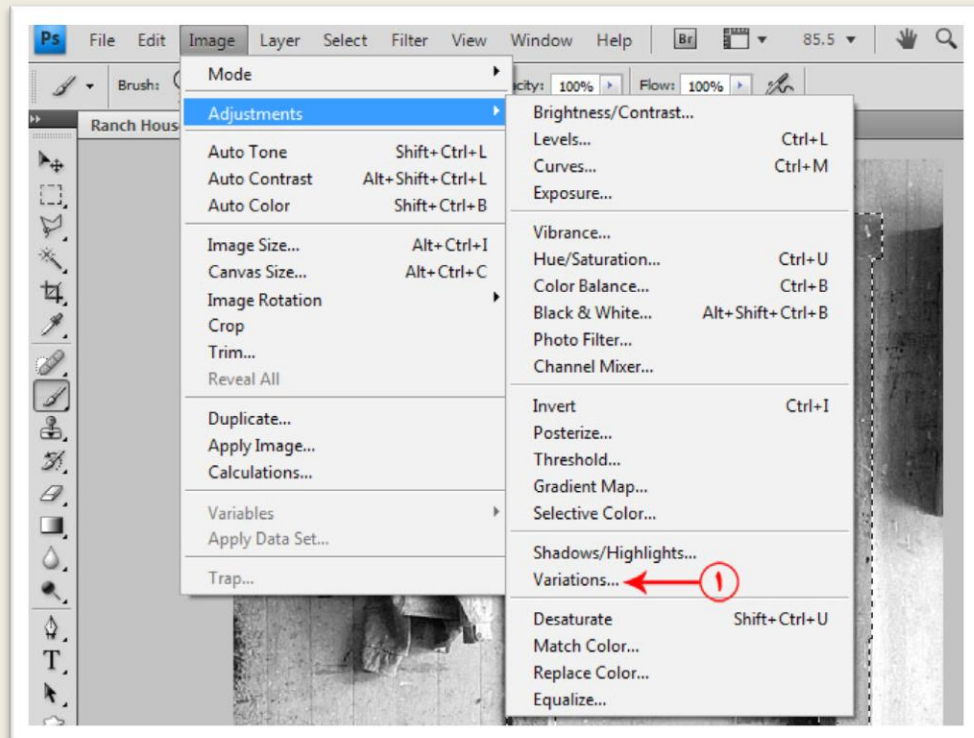 Ps File Edit Image Layer Select Filter View Window Help Br 85.5
Brush: icity: 100% Flow: 100%
Ranch Hous
Mode
Adjustments
Auto Tone Shift+Ctrl+L
Auto Contrast Alt+Shift+Ctrl+L
Auto Color Shift+Ctrl+B
Image Size... Alt+Ctrl+I
Canvas Size... Alt+Ctrl+C
Image Rotation
Crop
Trim...
Reveal All
Duplicate...
Apply Image...
Calculations...
Variables
Apply Data Set...
Trap...
Brightness/Contrast...
Levels... Ctrl+L
Curves... Ctrl+M
Exposure...
Vibrance...
Hue/Saturation... Ctrl+U
Color Balance... Ctrl+B
Black & White... Alt+Shift+Ctrl+B
Photo Filter...
Channel Mixer...
Invert Ctrl+I
Posterize...
Threshold...
Gradient Map...
Selective Color...
Shadows/Highlights...
Variations... ۱
Desaturate Shift+Ctrl+U
Match Color...
Replace Color...
Equalize...
T